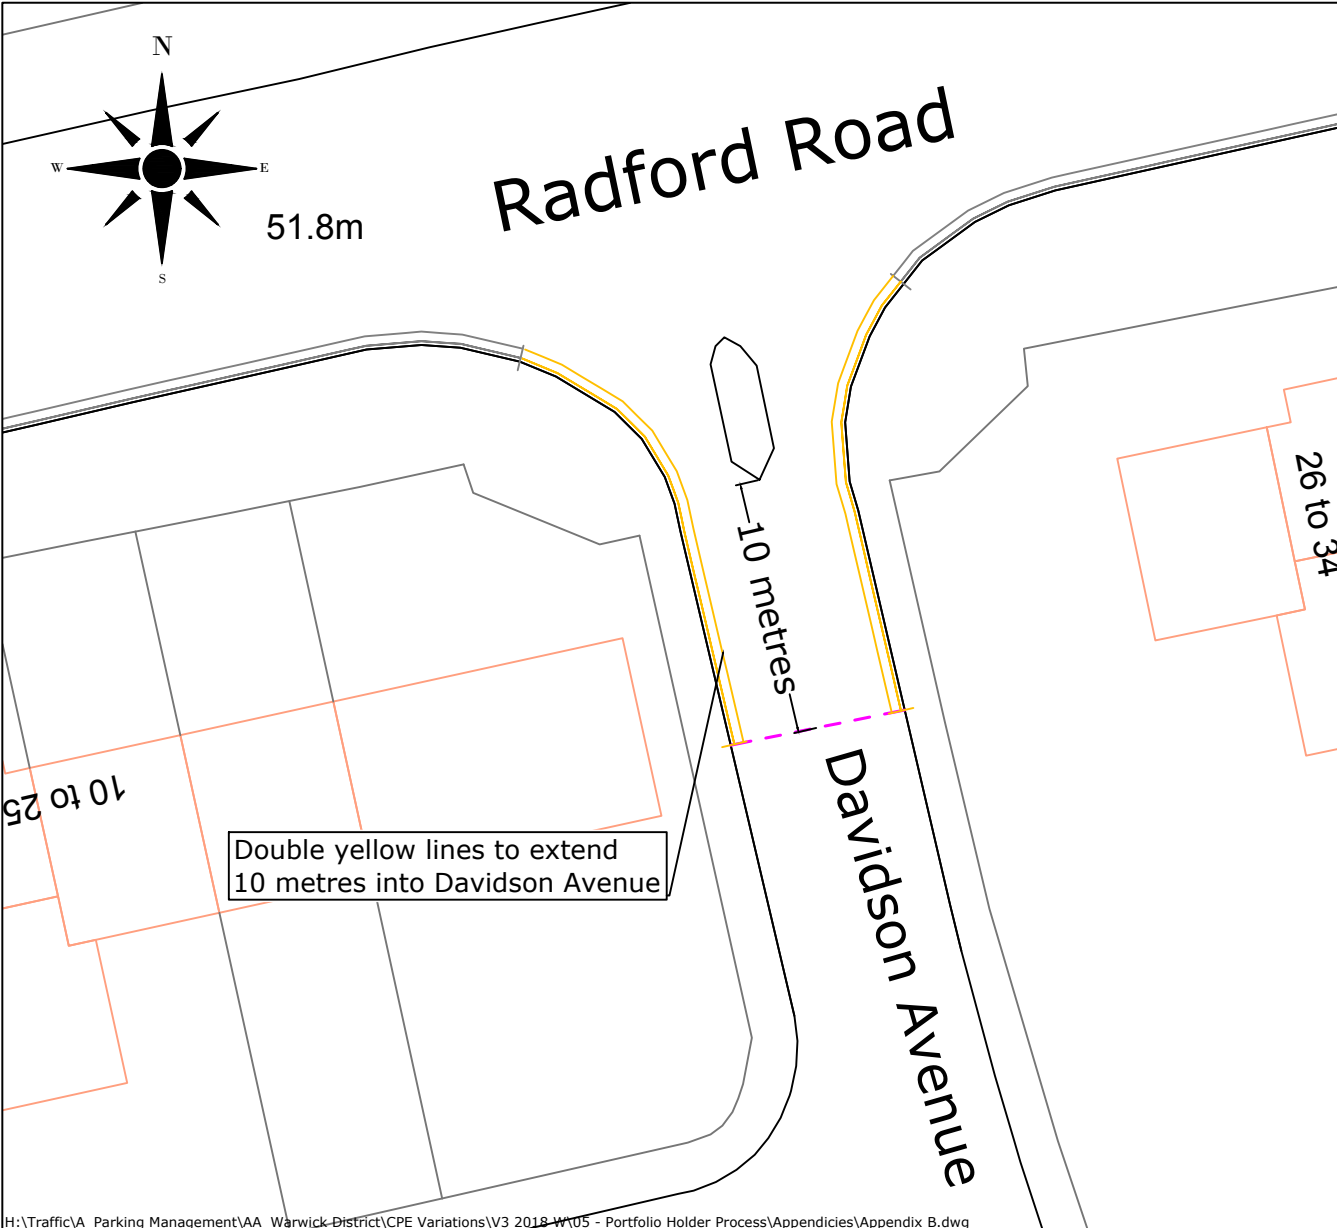 N
W
E
S
51.8m
Radford Road
10 metres
26 to 34
10 to 25
Double yellow lines to extend
10 metres into Davidson Avenue
Davidson Avenue
H:\Traffic\A Parking Management\AA Warwick District\CPE Variations\V3 2018 W\05 - Portfolio Holder Process\Appendicies\Appendix B.dwg